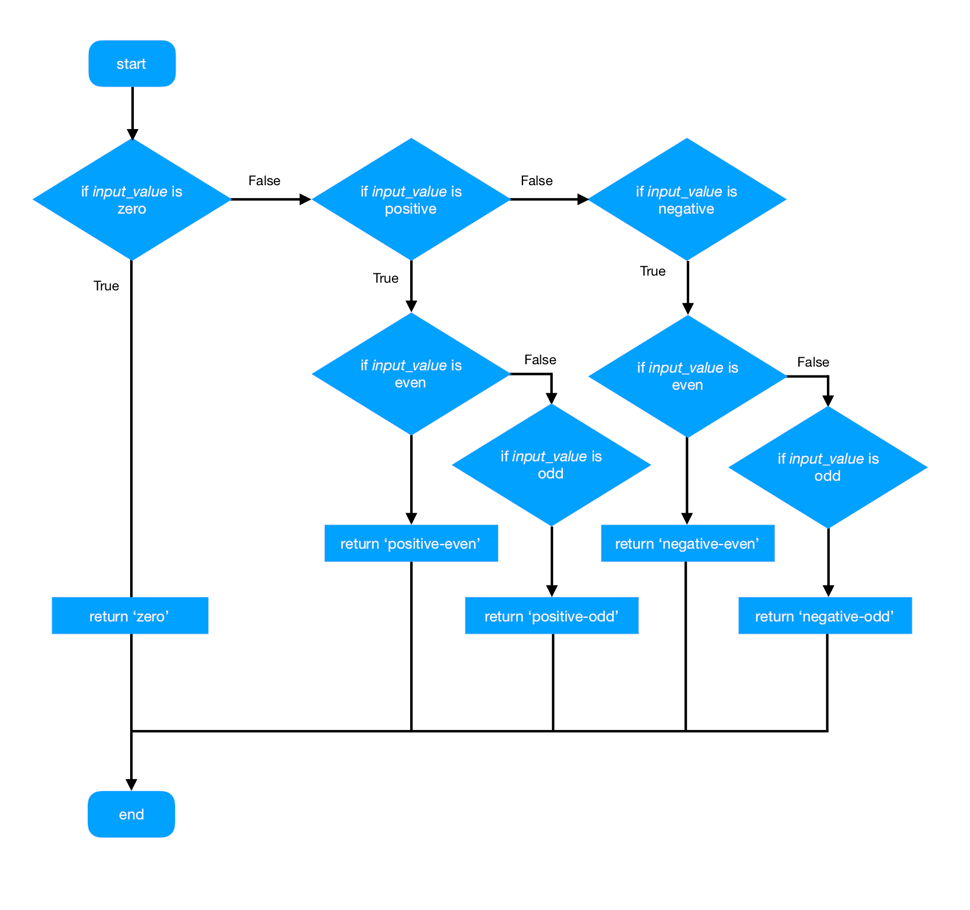 start
if input_value is
zero
False
if input_value is
positive
False
if input_value is
negative
True
True
True
if input_value is
even
False
if input_value is
even
False
if input_value is
odd
if input_value is
odd
return ‘positive-even’
return ‘negative-even’
return ‘zero’
return ‘positive-odd’
return ‘negative-odd’
end